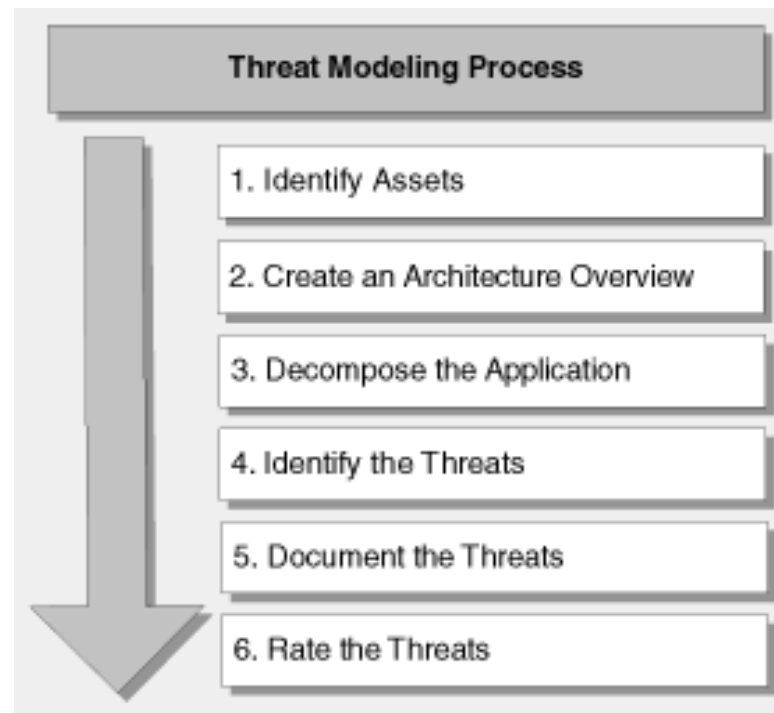 Threat Modeling Process
1. Identify Assets
2. Create an Architecture Overview
3. Decompose the Application
4. Identify the Threats
5. Document the Threats
6. Rate the Threats